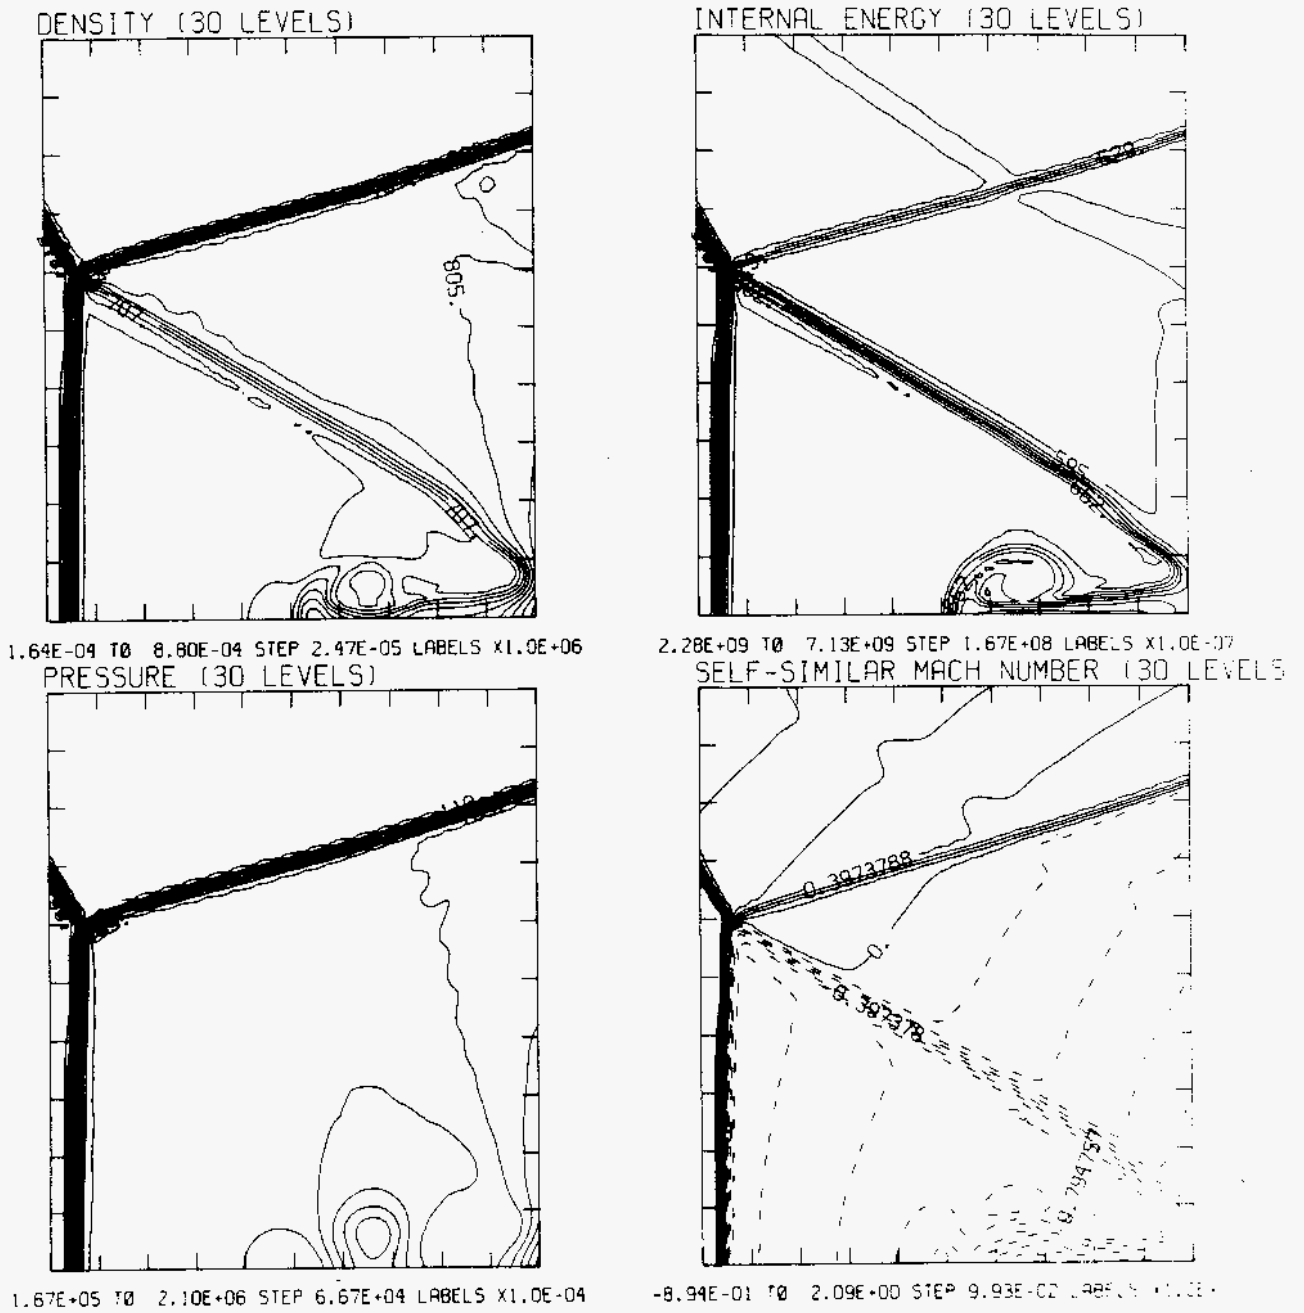 DENSITY (30 LEVELS)
805.
1.64E-04 TO 8.80E-04 STEP 2.47E-05 LABELS X1.0E+06
INTERNAL ENERGY (30 LEVELS)
595.
662.
2.28E+09 TO 7.13E+09 STEP 1.67E+08 LABELS X1.0E-07
PRESSURE (30 LEVELS)
1.67E+05 TO 2.10E+06 STEP 6.67E+04 LABELS X1.0E-04
SELF-SIMILAR MACH NUMBER (30 LEVELS
0.3973788
0.
0.397378
-8.94E-01 TO 2.09E+00 STEP 9.93E-02 LABELS